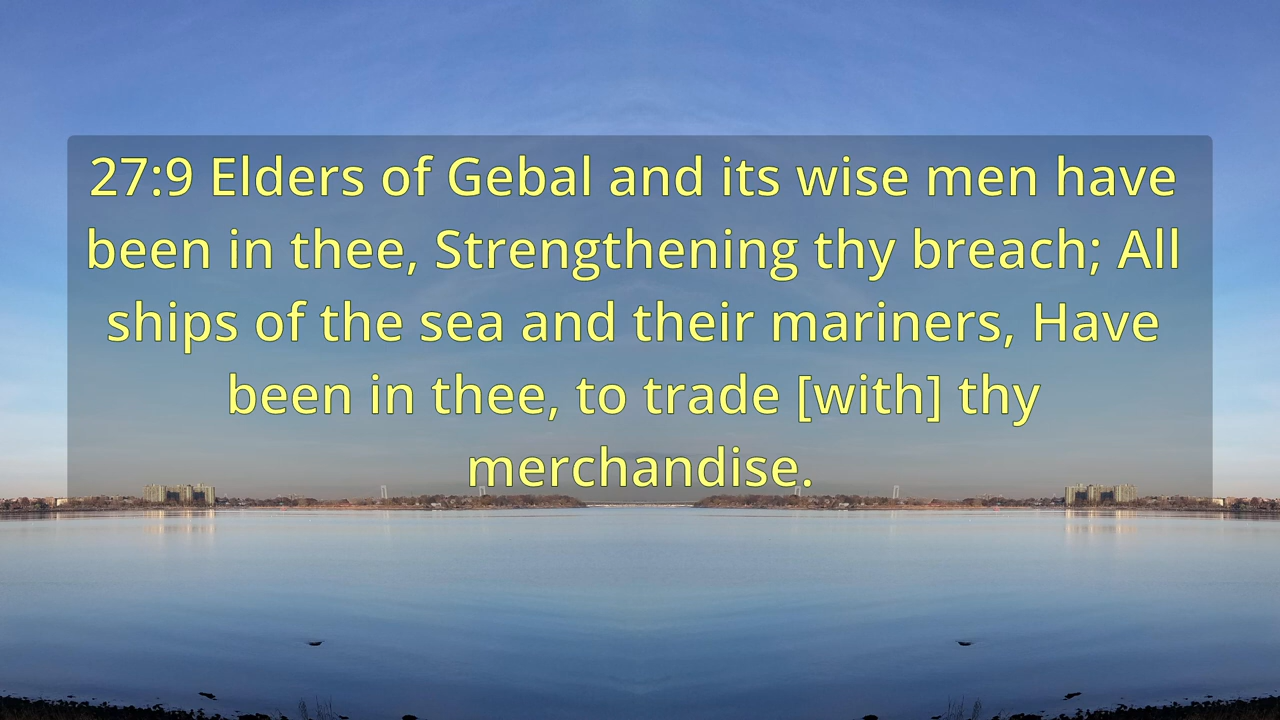 27:9 Elders of Gebal and its wise men have
been in thee, Strengthening thy breach; All
ships of the sea and their mariners, Have
been in thee, to trade [with] thy
merchandise.